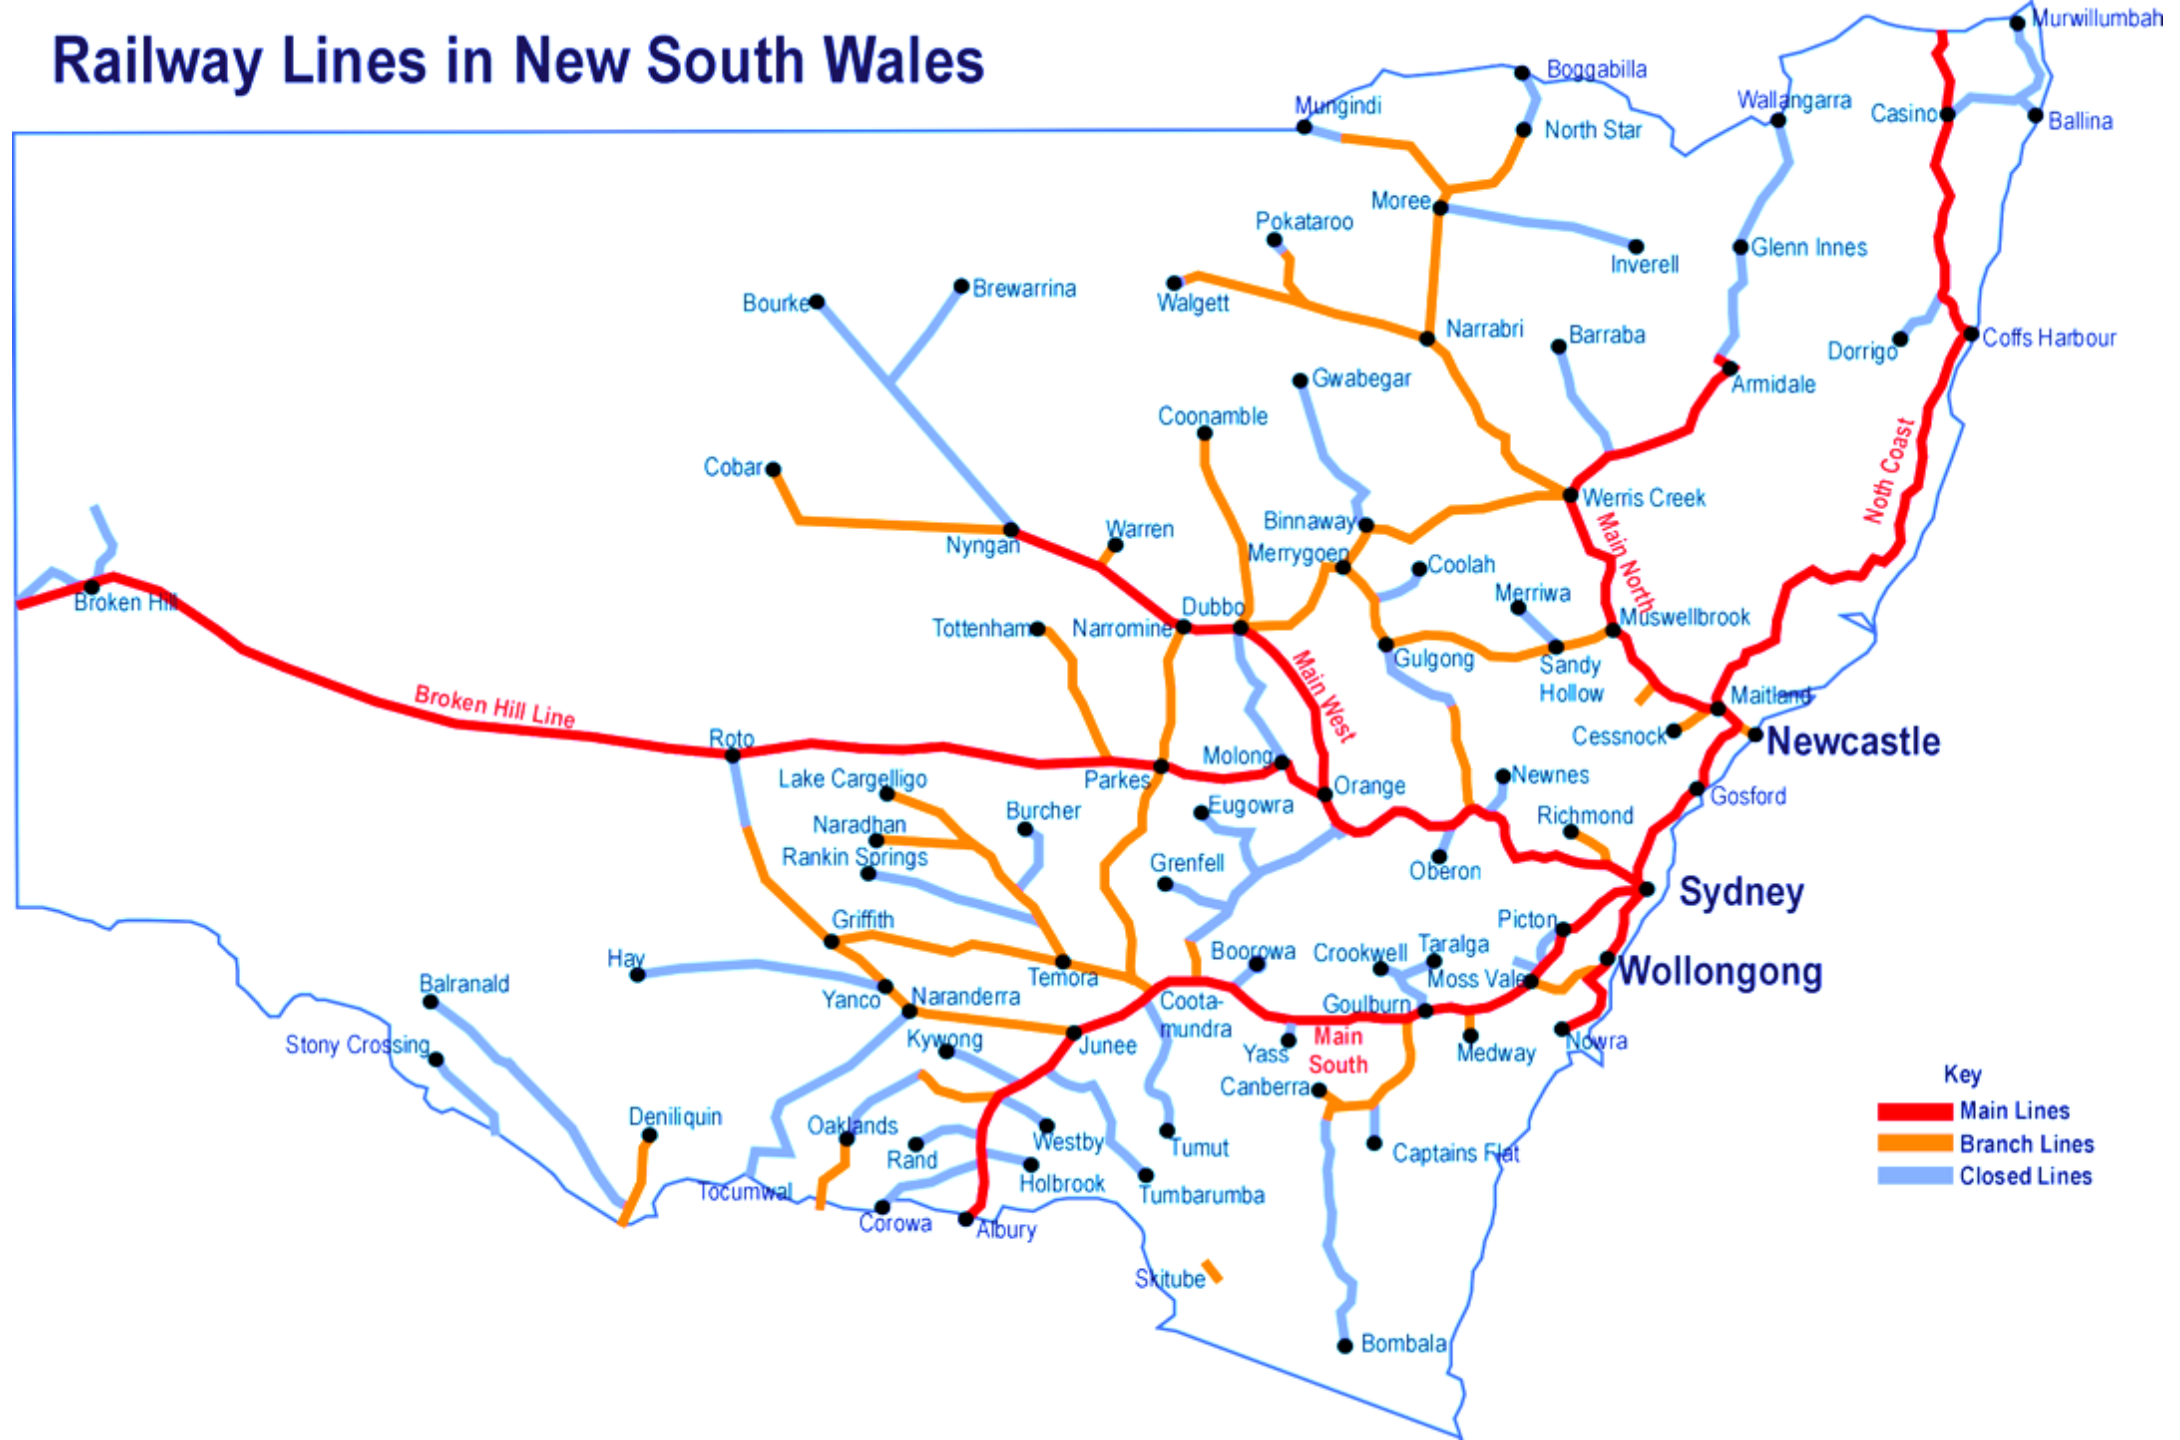 Railway Lines in New South Wales
Murwillumbah
Boggabilla
Mungindi
Wallangarra
Casino
Ballina
North Star
Moree
Pokataroo
Glenn Innes
Inverell
Brewarrina
Bourke
Walgett
Narrabri
Barraba
Coffs Harbour
Dorrigo
Gwabegar
Armidale
Coonamble
Noth Coast
Cobar
Werris Creek
Binnaway
Main North
Warren
Nyngan
Merrygoen
Coolah
Broken Hill
Merriwa
Dubbo
Muswellbrook
Tottenham
Narromine
Gulgong
Sandy
Hollow
Main West
Maitland
Broken Hill Line
Cessnock
Newcastle
Roto
Molong
Lake Cargelligo
Parkes
Newnes
Orange
Gosford
Burcher
Eugowra
Richmond
Naradhan
Rankin Springs
Grenfell
Oberon
Sydney
Griffith
Picton
Hay
Boorowa
Crookwell
Taralga
Balranald
Temora
Moss Vale
Wollongong
Yanco
Naranderra
Coota-
mundra
Goulburn
Stony Crossing
Kywong
Junee
Yass
Main
South
Medway
Nowra
Canberra
Key
Main Lines
Deniliquin
Oaklands
Westby
Tumut
Captains Flat
Branch Lines
Rand
Closed Lines
Tocumwal
Holbrook
Tumbarumba
Corowa
Albury
Skitube
Bombala